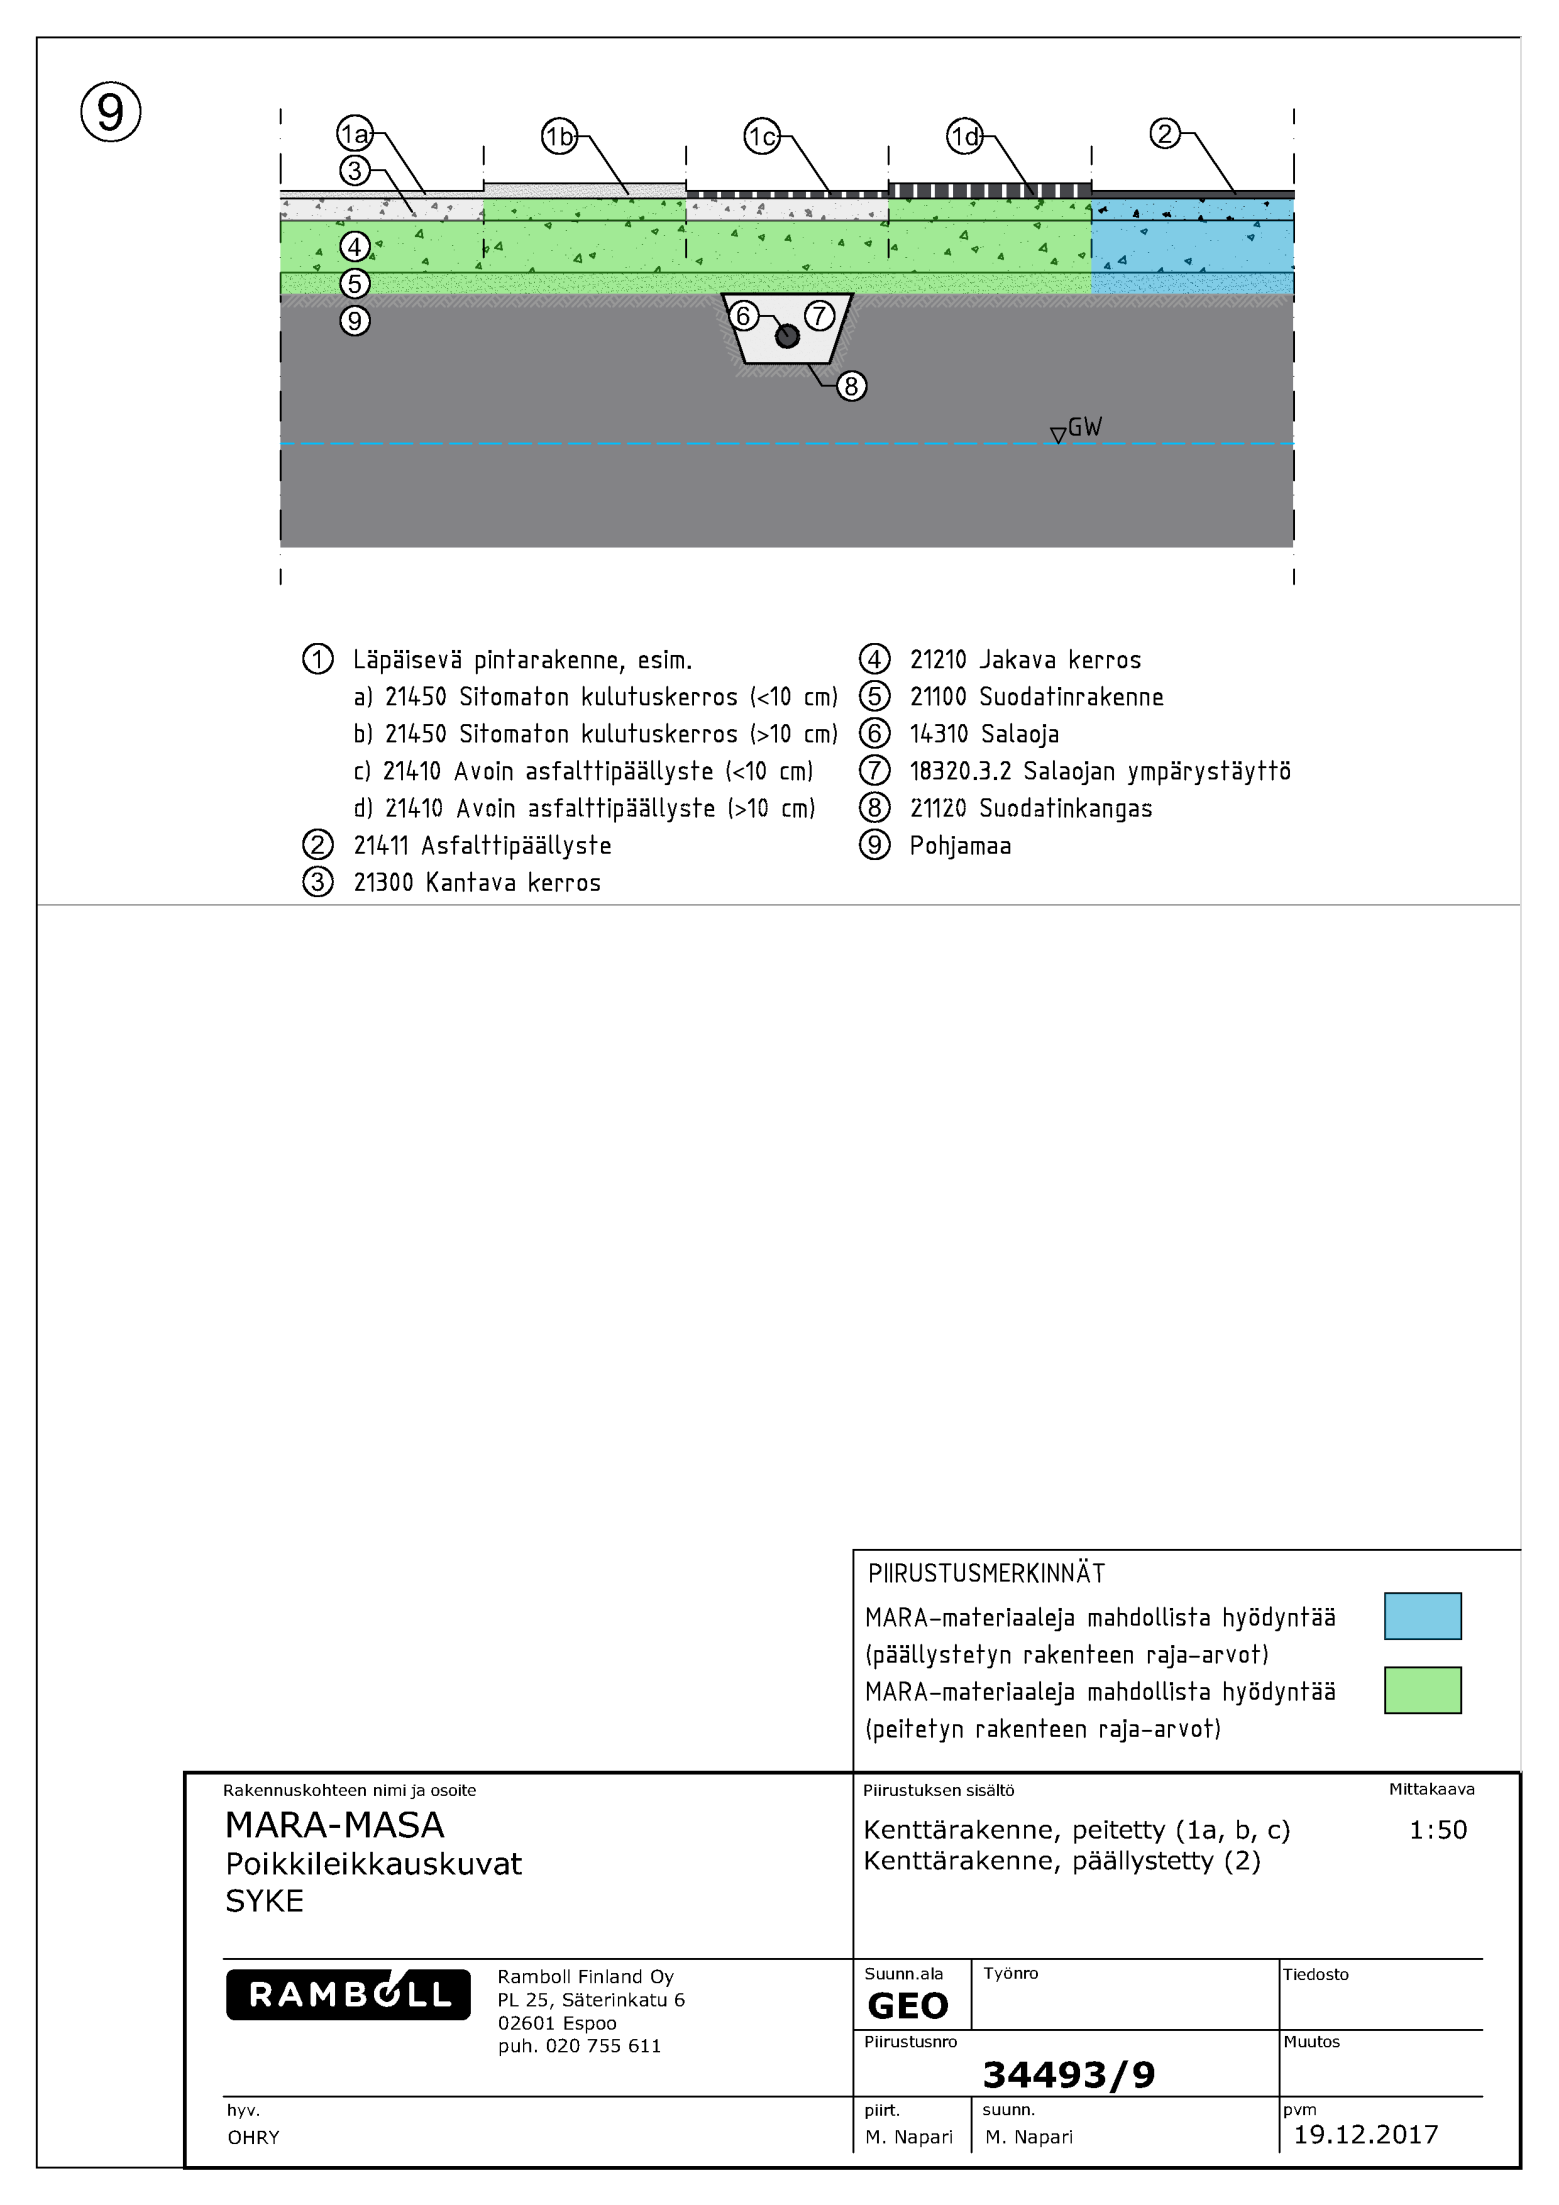 9
1a
1b
1c
1d
2
3
4
5
9
6
7
8
GW
1 Läpäisevä pintarakenne, esim.
a) 21450 Sitomaton kulutuskerros (<10 cm)
b) 21450 Sitomaton kulutuskerros (>10 cm)
c) 21410 Avoin asfalttipäällyste (<10 cm)
d) 21410 Avoin asfalttipäällyste (>10 cm)
2 21411 Asfalttipäällyste
3 21300 Kantava kerros
4 21210 Jakava kerros
5 21100 Suodatinrakenne
6 14310 Salaoja
7 18320.3.2 Salaojan ympärystäyttö
8 21120 Suodatinkangas
9 Pohjamaa
PIIRUSTUSMERKINNÄT
MARA-materiaaleja mahdollista hyödyntää
(päällystetyn rakenteen raja-arvot)
MARA-materiaaleja mahdollista hyödyntää
(peitetyn rakenteen raja-arvot)
Rakennuskohteen nimi ja osoite
MARA-MASA
Poikkileikkauskuvat
SYKE
Piirustuksen sisältö
Mittakaava
Kenttärakenne, peitetty (1a, b, c)
1:50
Kenttärakenne, päällystetty (2)
RAMBOLL
Ramboll Finland Oy
PL 25, Säterinkatu 6
02601 Espoo
puh. 020 755 611
Suunn.ala
GEO
Työnro
Tiedosto
Piirustusnro
34493/9
Muutos
hyv.
OHRY
piirt.
M. Napari
suunn.
M. Napari
pvm
19.12.2017